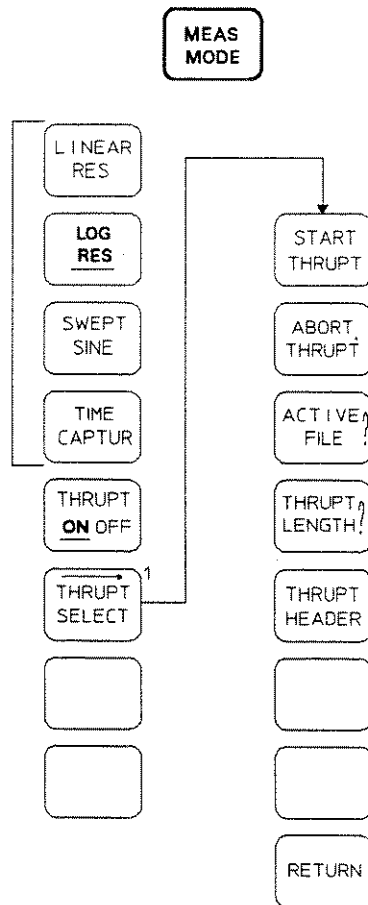 MEAS
MODE
LINEAR
RES
LOG
RES
SWEPT
SINE
TIME
CAPTUR
THRUPT
ON OFF
THRUPT
SELECT
1
START
THRUPT
ABORT
THRUPT
ACTIVE?
FILE
THRUPT?
LENGTH
THRUPT
HEADER
RETURN